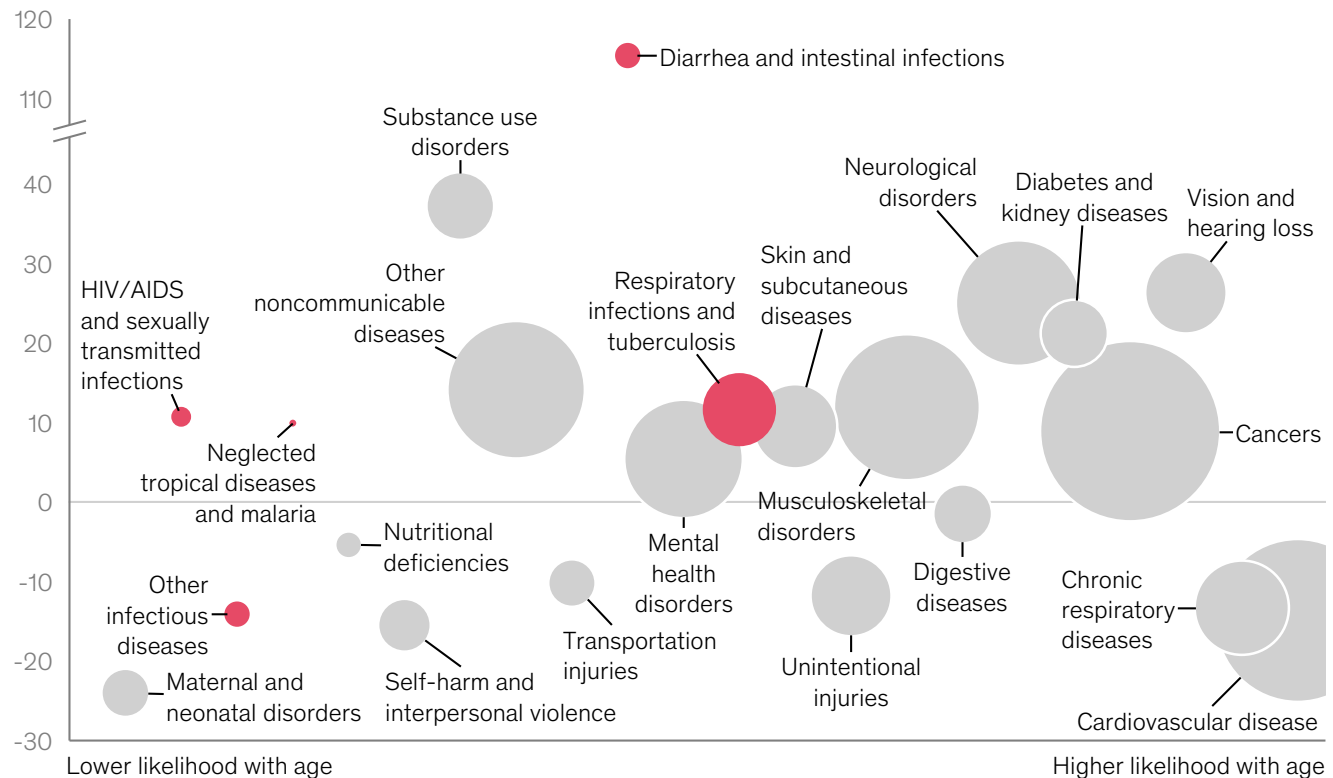 120
110
40
30
20
10
0
-10
-20
-30
Diarrhea and intestinal infections
Substance use
disorders
Neurological
disorders
Diabetes and
kidney diseases
Vision and
hearing loss
Skin and
subcutaneous
diseases
Other
noncommunicable
diseases
Respiratory
infections and
tuberculosis
HIV/AIDS
and sexually
transmitted
infections
Neglected
tropical diseases
and malaria
Cancers
Musculoskeletal
disorders
Nutritional
deficiencies
Mental
health
disorders
Digestive
diseases
Other
infectious
diseases
Chronic
respiratory
diseases
Transportation
injuries
Unintentional
injuries
Maternal and
neonatal disorders
Self-harm and
interpersonal violence
Cardiovascular disease
Lower likelihood with age
Higher likelihood with age